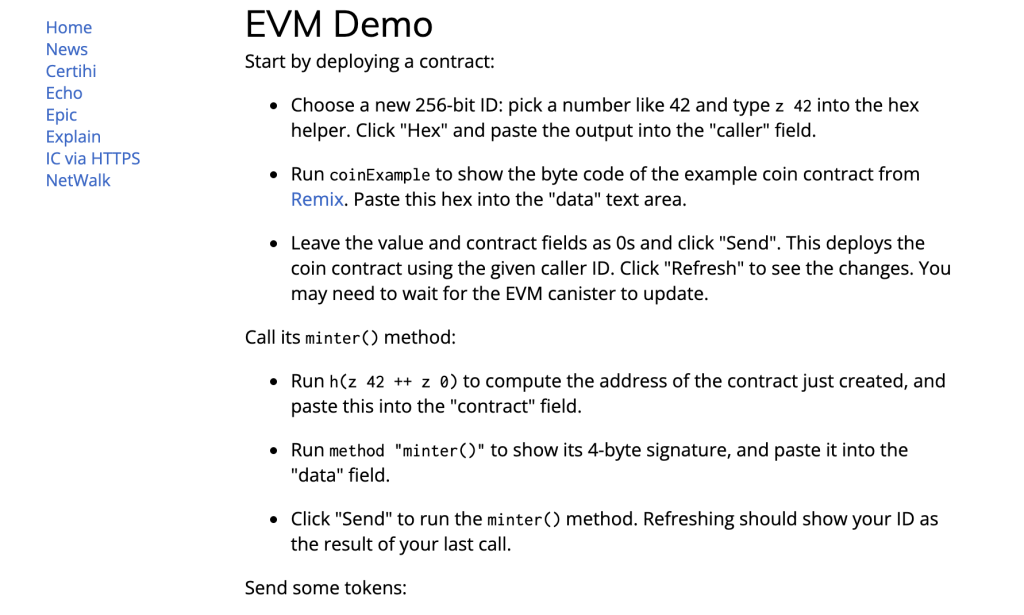 Home
News
Certihi
Echo
Epic
Explain
IC via HTTPS
NetWalk
EVM Demo
Start by deploying a contract:
• Choose a new 256-bit ID: pick a number like 42 and type z 42 into the hex
helper. Click "Hex" and paste the output into the "caller" field.
• Run coinExample to show the byte code of the example coin contract from
Remix. Paste this hex into the "data" text area.
• Leave the value and contract fields as 0s and click "Send". This deploys the
coin contract using the given caller ID. Click "Refresh" to see the changes. You
may need to wait for the EVM canister to update.
Call its minter() method:
• Run h(z 42 ++ z 0) to compute the address of the contract just created, and
paste this into the "contract" field.
• Run method "minter()" to show its 4-byte signature, and paste it into the
"data" field.
• Click "Send" to run the minter() method. Refreshing should show your ID as
the result of your last call.
Send some tokens: